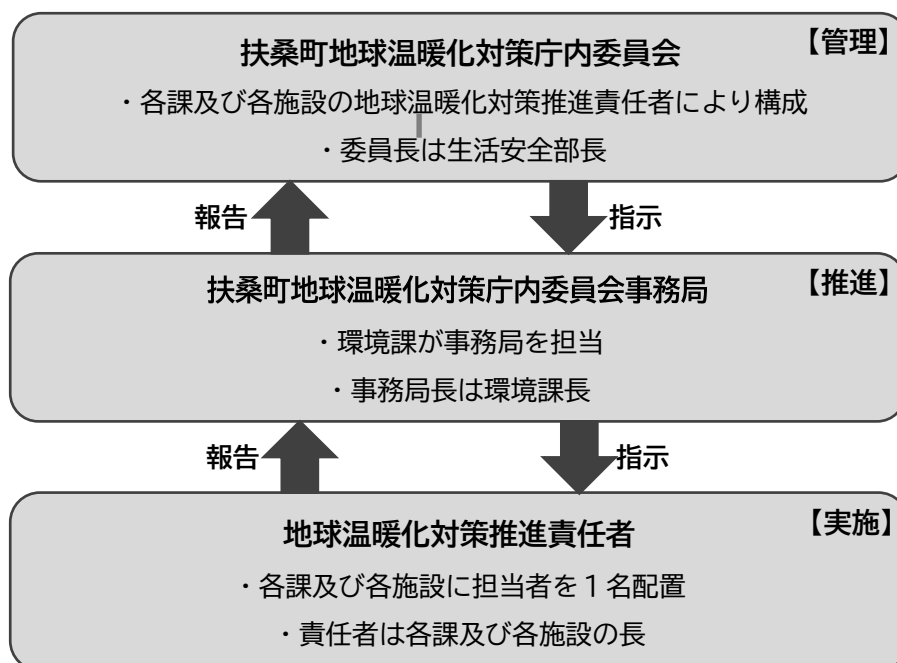 【管理】
扶桑町地球温暖化対策庁内委員会
・各課及び各施設の地球温暖化対策推進責任者により構成
・委員長は生活安全部長
報告
指示
【推進】
扶桑町地球温暖化対策庁内委員会事務局
・環境課が事務局を担当
・事務局長は環境課長
報告
指示
【実施】
地球温暖化対策推進責任者
・各課及び各施設に担当者を１名配置
・責任者は各課及び各施設の長